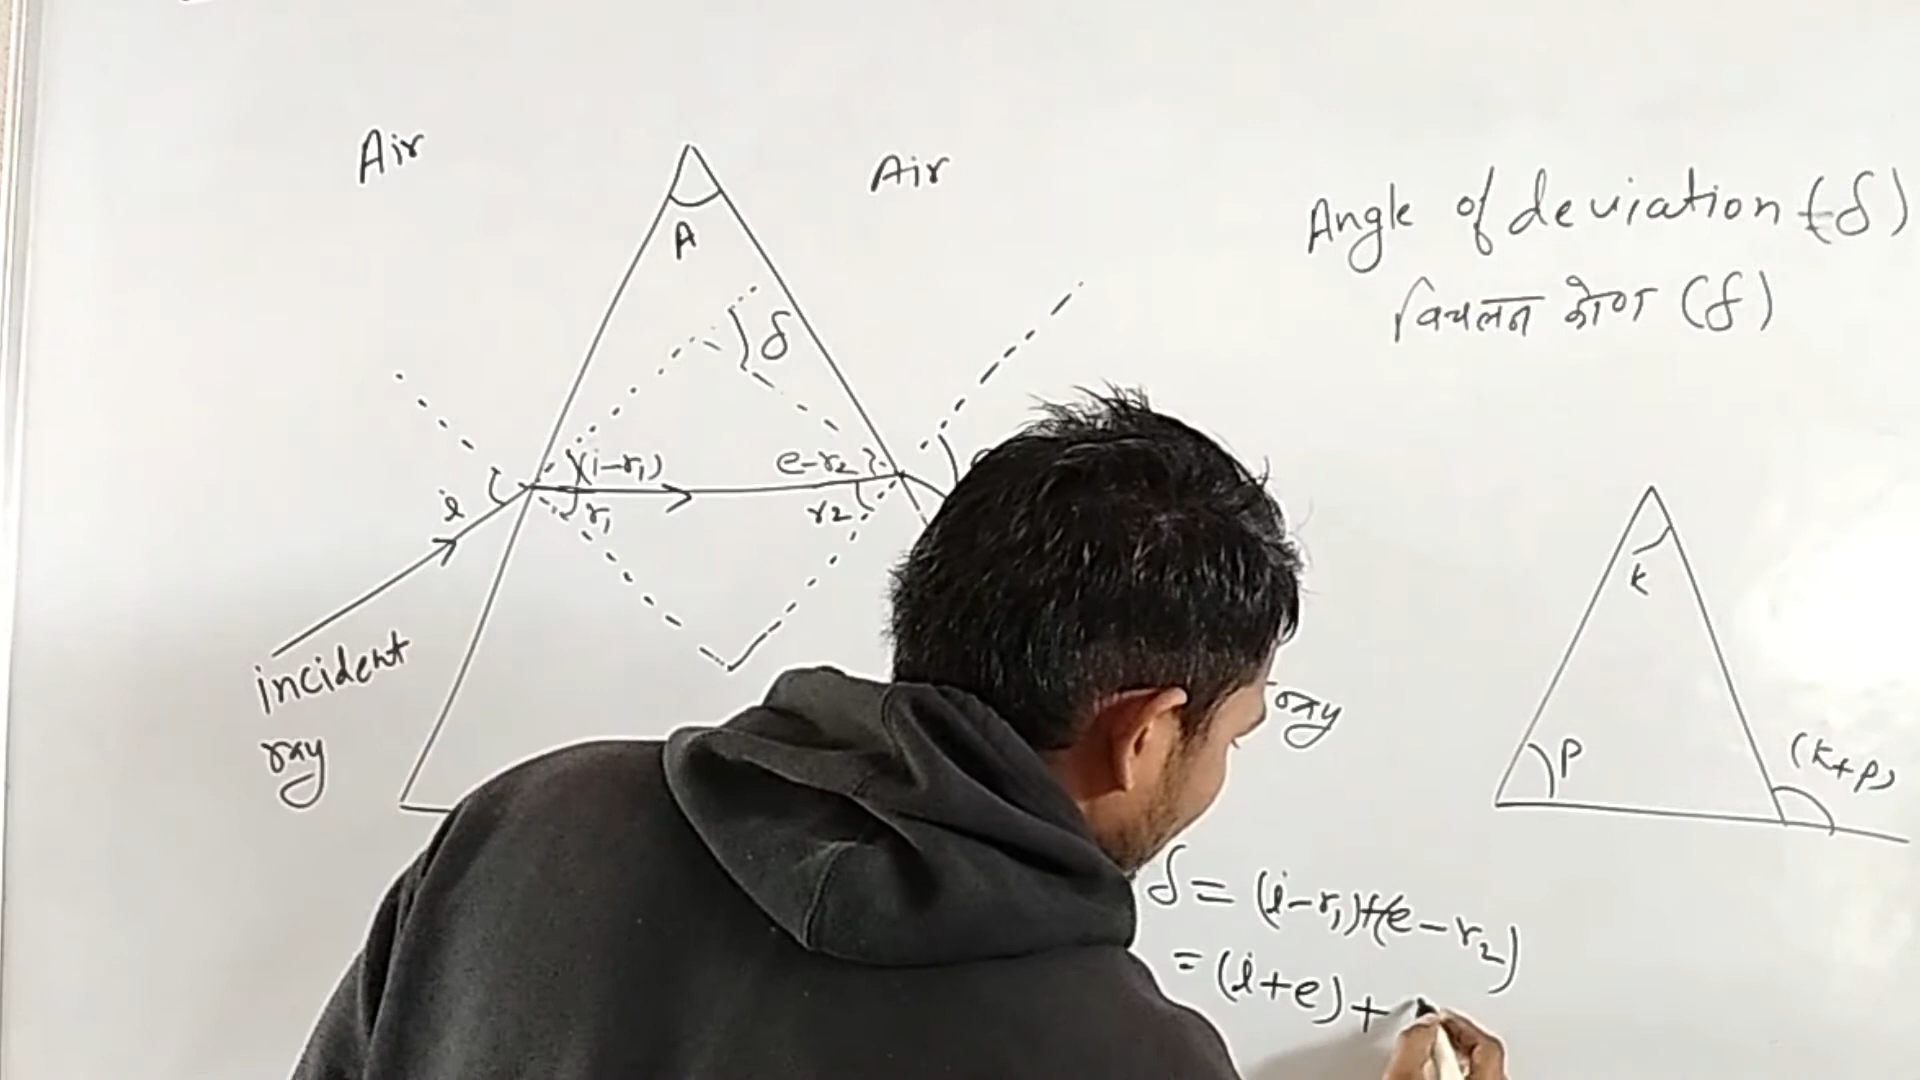 Air
Air
A
δ
i
(i-r₁)
r₁
e-r₂
r₂
incident
ray
ray
Angle of deviation (δ)
विचलन कोण (δ)
K
P
(K+P)
δ = (i-r₁)+(e-r₂)
= (i+e)+